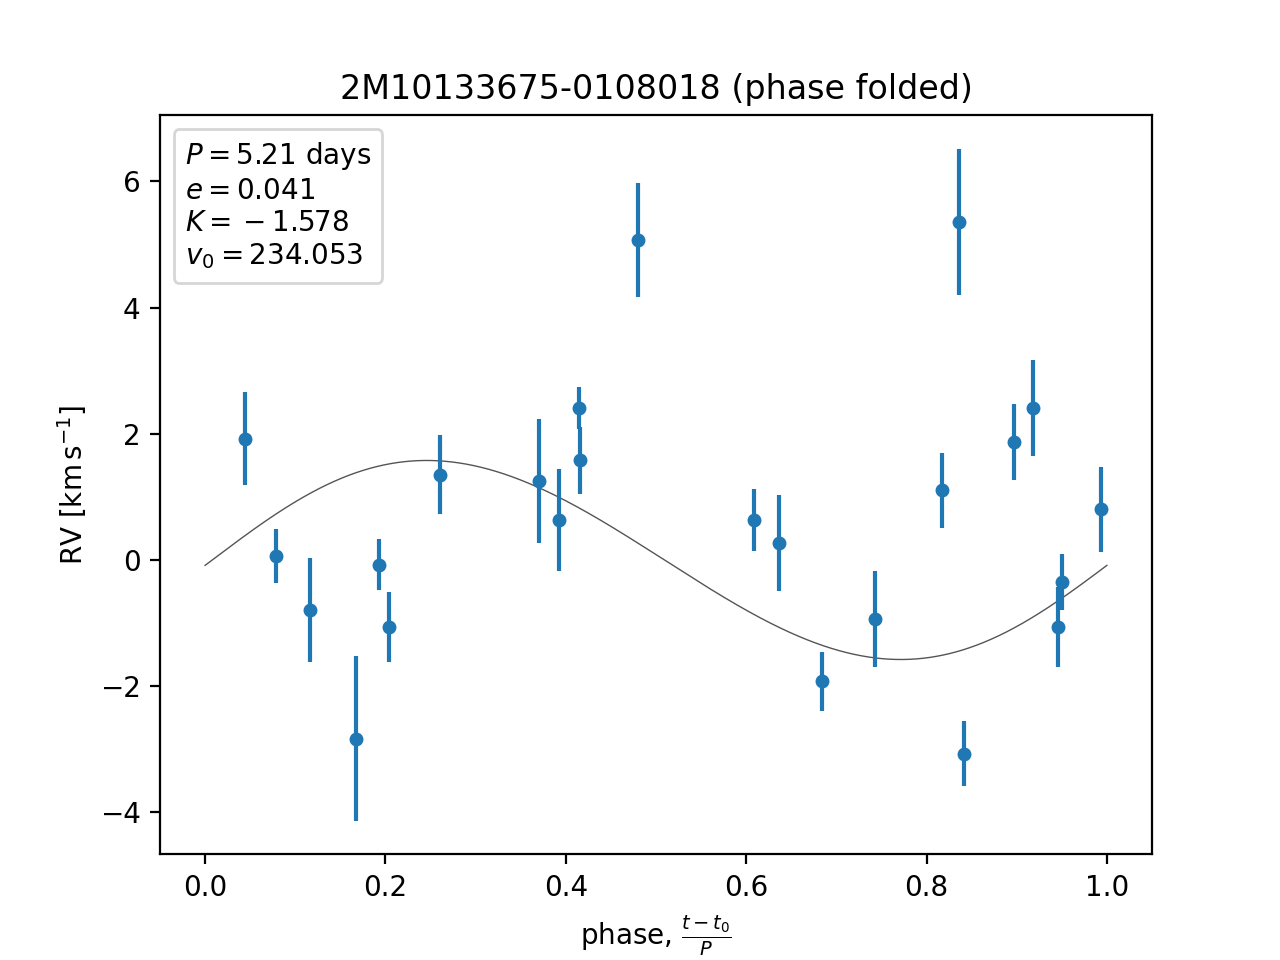 2M10133675-0108018 (phase folded)
P = 5.21 days
e = 0.041
K = −1.578
v₀ = 234.053
6
4
2
0
−2
−4
RV [km s⁻¹]
0.0 0.2 0.4 0.6 0.8 1.0
phase, (t − t₀)/P